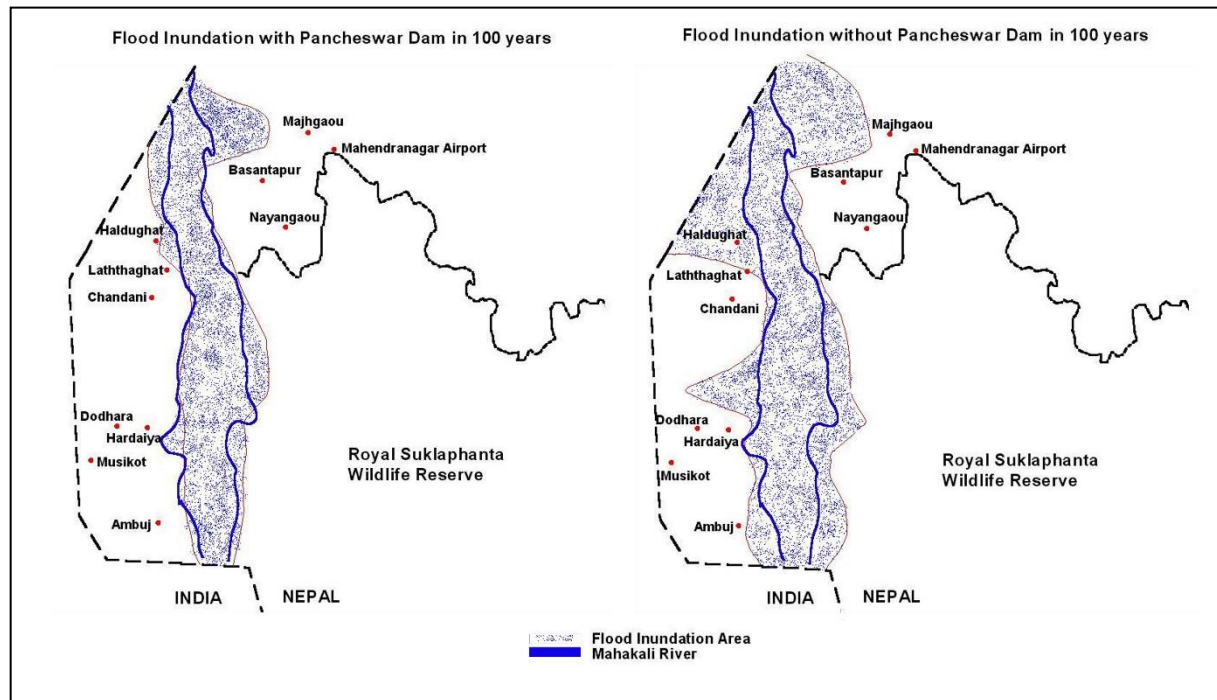 Flood Inundation with Pancheswar Dam in 100 years
Majhgaou
Mahendranagar Airport
Basantapur
Nayangaou
Haldughat
Laththaghat
Chandani
Dodhara
Hardaiya
Musikot
Royal Suklaphanta
Wildlife Reserve
Ambuj
INDIA
NEPAL
Flood Inundation without Pancheswar Dam in 100 years
Majhgaou
Mahendranagar Airport
Basantapur
Nayangaou
Haldughat
Laththaghat
Chandani
Dodhara
Hardaiya
Musikot
Royal Suklaphanta
Wildlife Reserve
Ambuj
INDIA
NEPAL
Flood Inundation Area
Mahakali River